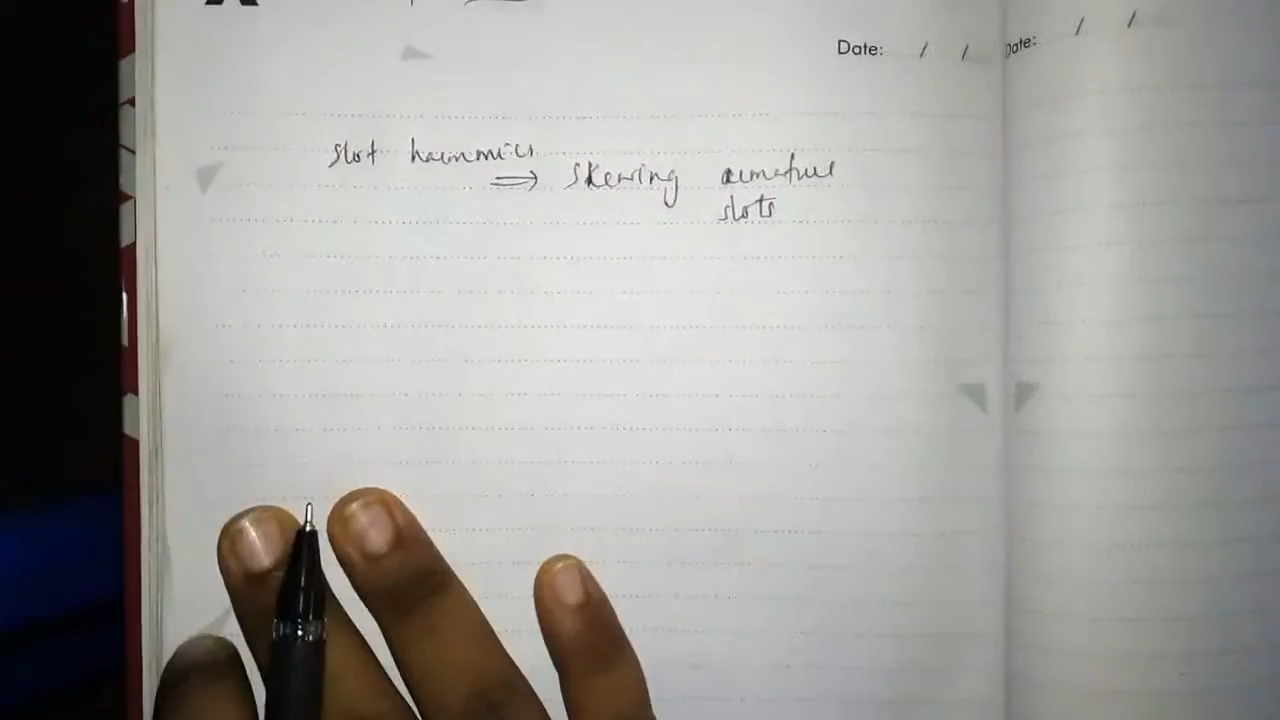 Date: / / Date: / /
slot harmonics
⇒ skewing armature
slots